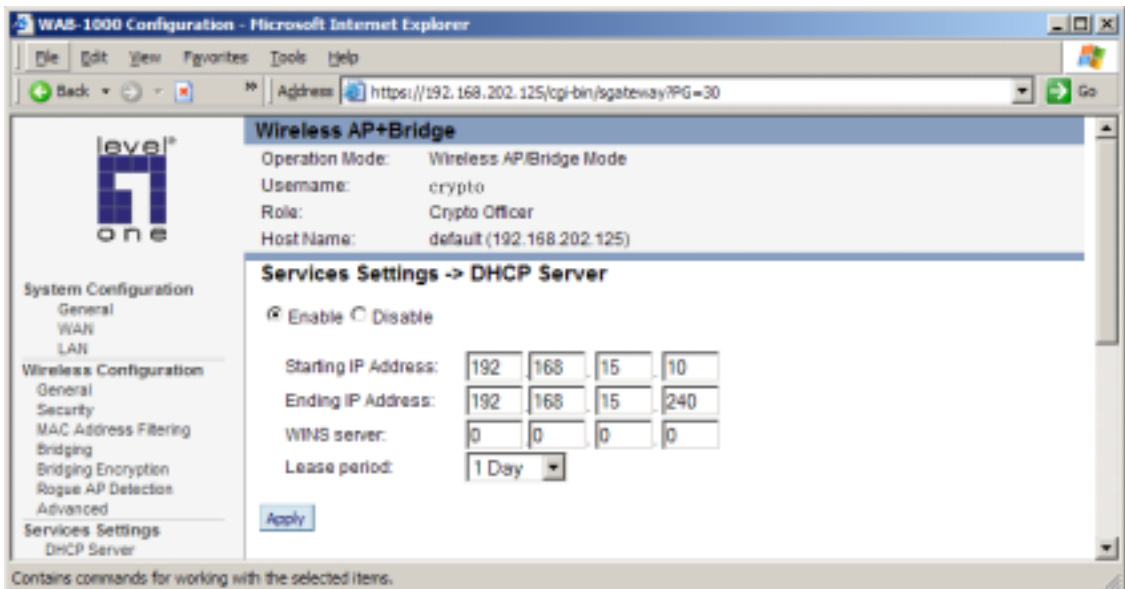 WAB-1000 Configuration - Microsoft Internet Explorer
File Edit View Favorites Tools Help
Back » Address https://192.168.202.125/cgi-bin/sgateway?PG=30 Go
level®
one
System Configuration
General
WAN
LAN
Wireless Configuration
General
Security
MAC Address Filtering
Bridging
Bridging Encryption
Rogue AP Detection
Advanced
Services Settings
DHCP Server
Wireless AP+Bridge
Operation Mode: Wireless AP/Bridge Mode
Username: crypto
Role: Crypto Officer
Host Name: default (192.168.202.125)
Services Settings -> DHCP Server
Enable Disable
Starting IP Address: 192 . 168 . 15 . 10
Ending IP Address: 192 . 168 . 15 . 240
WINS server: 0 . 0 . 0 . 0
Lease period: 1 Day
Apply
Contains commands for working with the selected items.